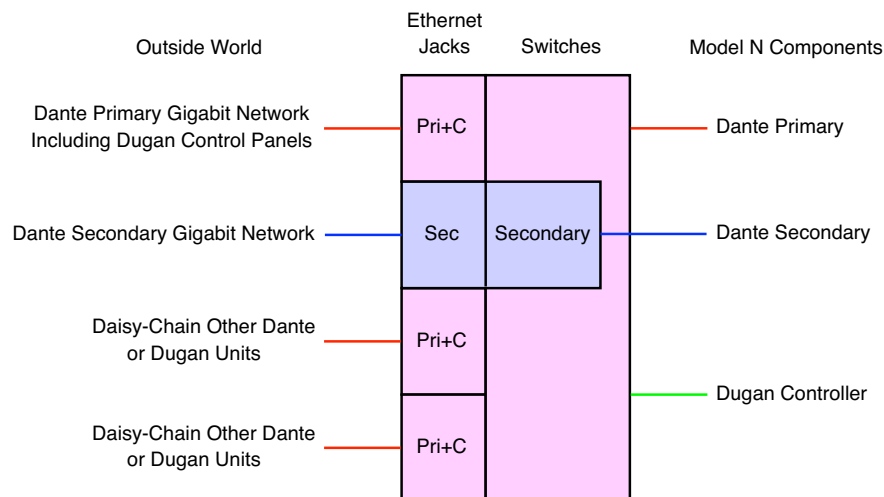 Outside World
Ethernet
Jacks
Switches
Model N Components
Dante Primary Gigabit Network
Including Dugan Control Panels
Pri+C
Dante Primary
Dante Secondary Gigabit Network
Sec
Secondary
Dante Secondary
Daisy-Chain Other Dante
or Dugan Units
Pri+C
Dugan Controller
Daisy-Chain Other Dante
or Dugan Units
Pri+C